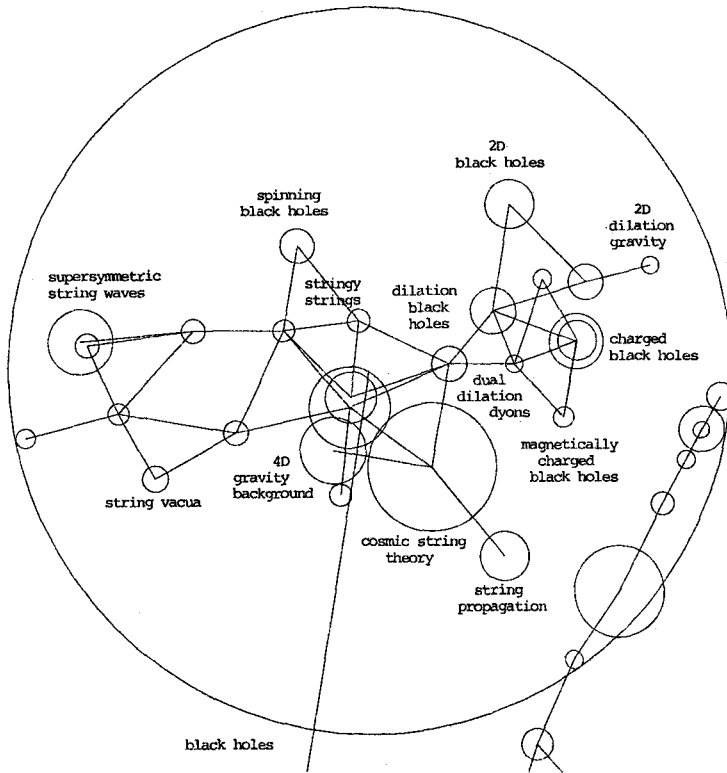 2D
black holes
spinning
black holes
2D
dilation
gravity
supersymmetric
string waves
stringy
strings
dilation
black
holes
charged
black holes
dual
dilation
dyons
magnetically
charged
black holes
4D
gravity
background
string vacua
cosmic string
theory
string
propagation
black holes